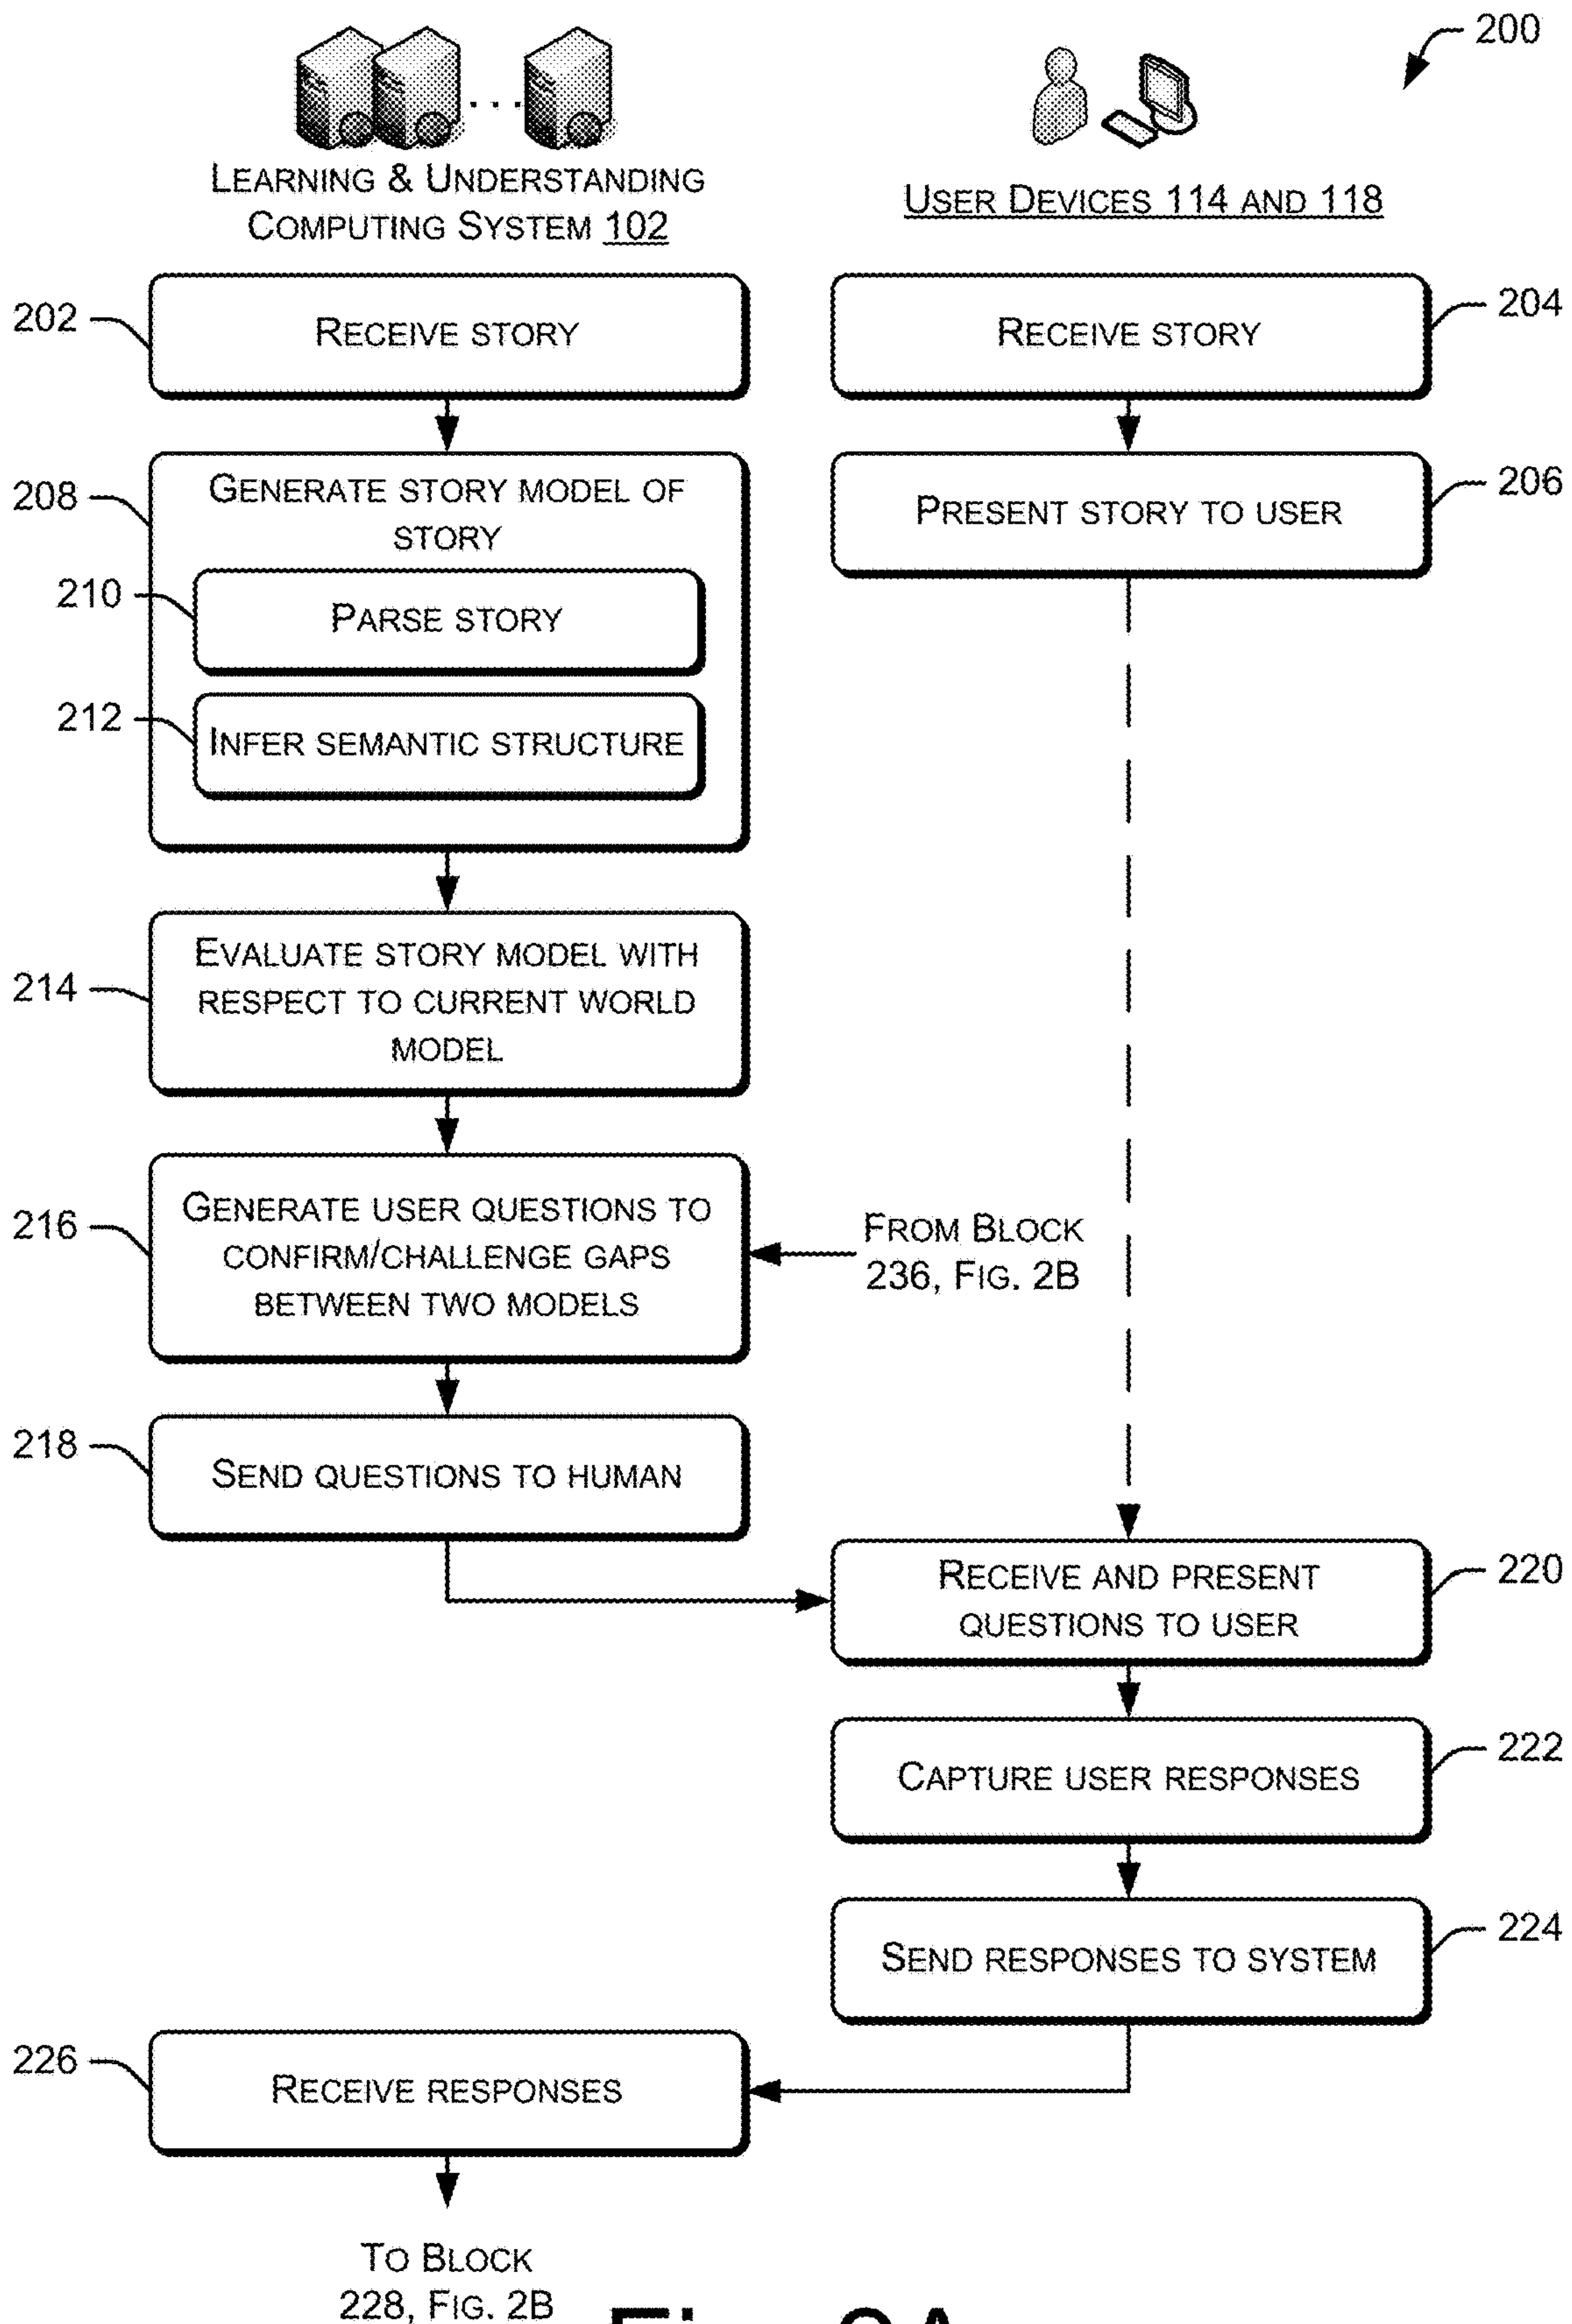 200
LEARNING & UNDERSTANDING
COMPUTING SYSTEM 102
USER DEVICES 114 AND 118
202
RECEIVE STORY
RECEIVE STORY
204
208
GENERATE STORY MODEL OF
STORY
PRESENT STORY TO USER
206
210
PARSE STORY
212
INFER SEMANTIC STRUCTURE
214
EVALUATE STORY MODEL WITH
RESPECT TO CURRENT WORLD
MODEL
216
GENERATE USER QUESTIONS TO
CONFIRM/CHALLENGE GAPS
BETWEEN TWO MODELS
FROM BLOCK
236, FIG. 2B
218
SEND QUESTIONS TO HUMAN
RECEIVE AND PRESENT
QUESTIONS TO USER
220
CAPTURE USER RESPONSES
222
SEND RESPONSES TO SYSTEM
224
226
RECEIVE RESPONSES
TO BLOCK
228, FIG. 2B